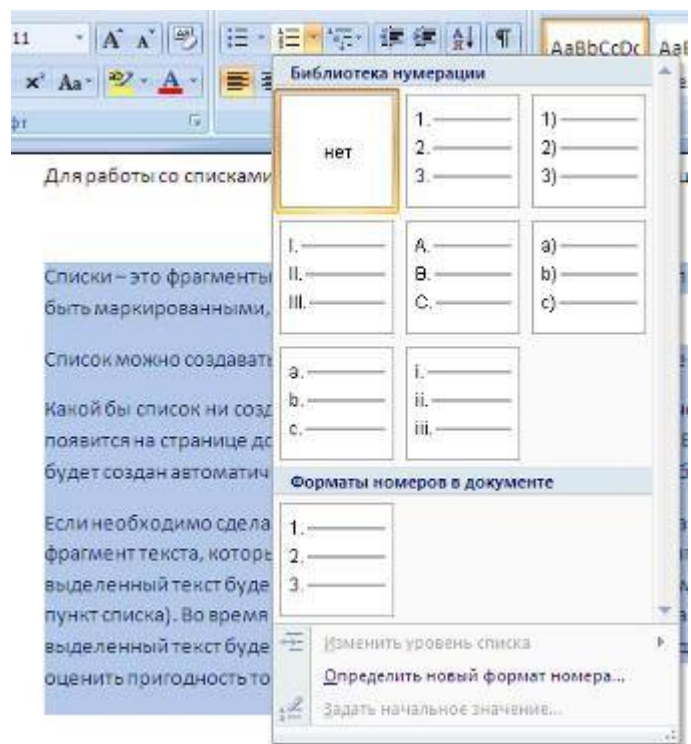 11
Aa
AaBbCcDc
Библиотека нумерации
нет
1.
2.
3.
1)
2)
3)
Для работы со списками
I.
II.
III.
A.
B.
C.
a)
b)
c)
Списки – это фрагменты
быть маркированными,
Список можно создавать
a.
b.
c.
i.
ii.
iii.
Какой бы список ни созд
появится на странице до
будет создан автоматич
Форматы номеров в документе
1.
2.
3.
Если необходимо сдела
фрагмент текста, которы
выделенный текст буде
пункт списка). Во время
выделенный текст буде
оценить пригодность то
Изменить уровень списка
Определить новый формат номера...
Задать начальное значение...